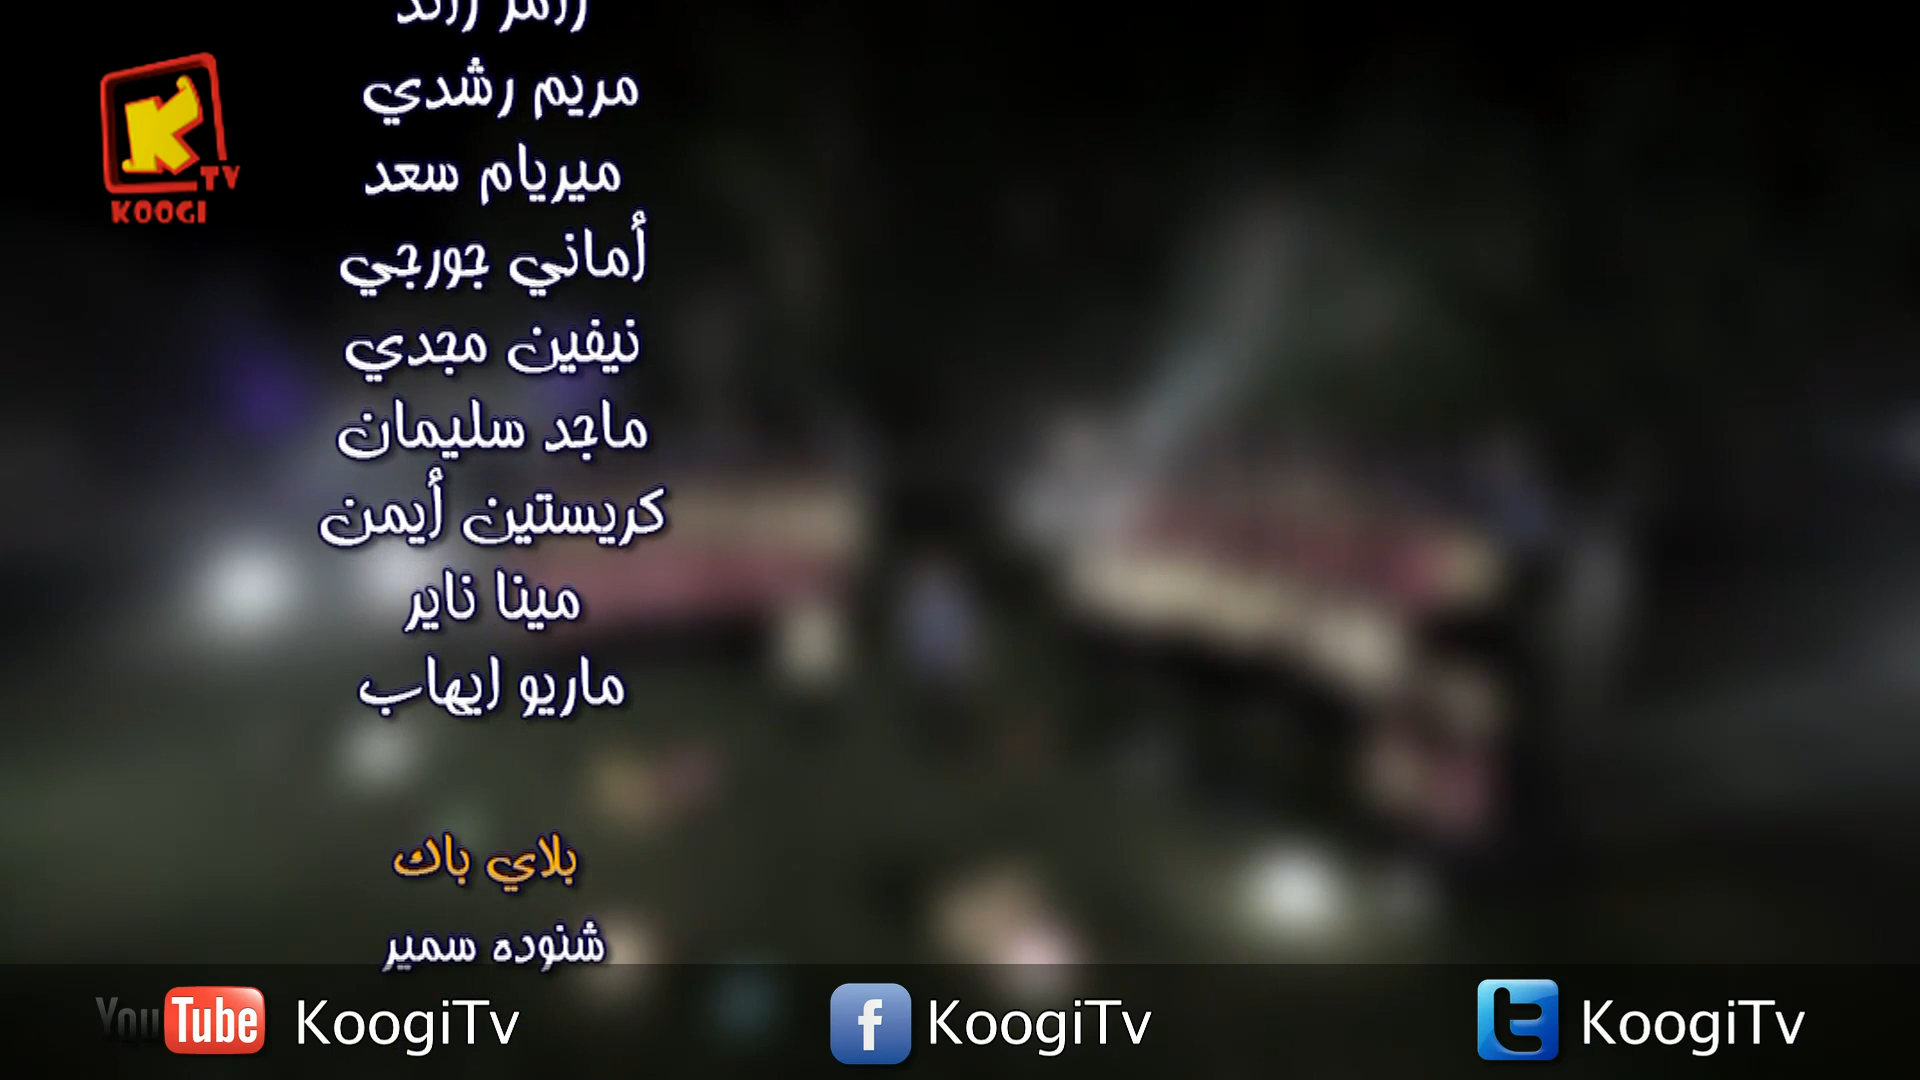 مريم رشدي
ميريام سعد
أماني جورجي
نيفين مجدي
ماجد سليمان
كريستين أيمن
مينا ناير
ماريو ايهاب
بلاي باك
شنوده سمير
K TV
KOOGI
YouTube KoogiTv
f KoogiTv
t KoogiTv